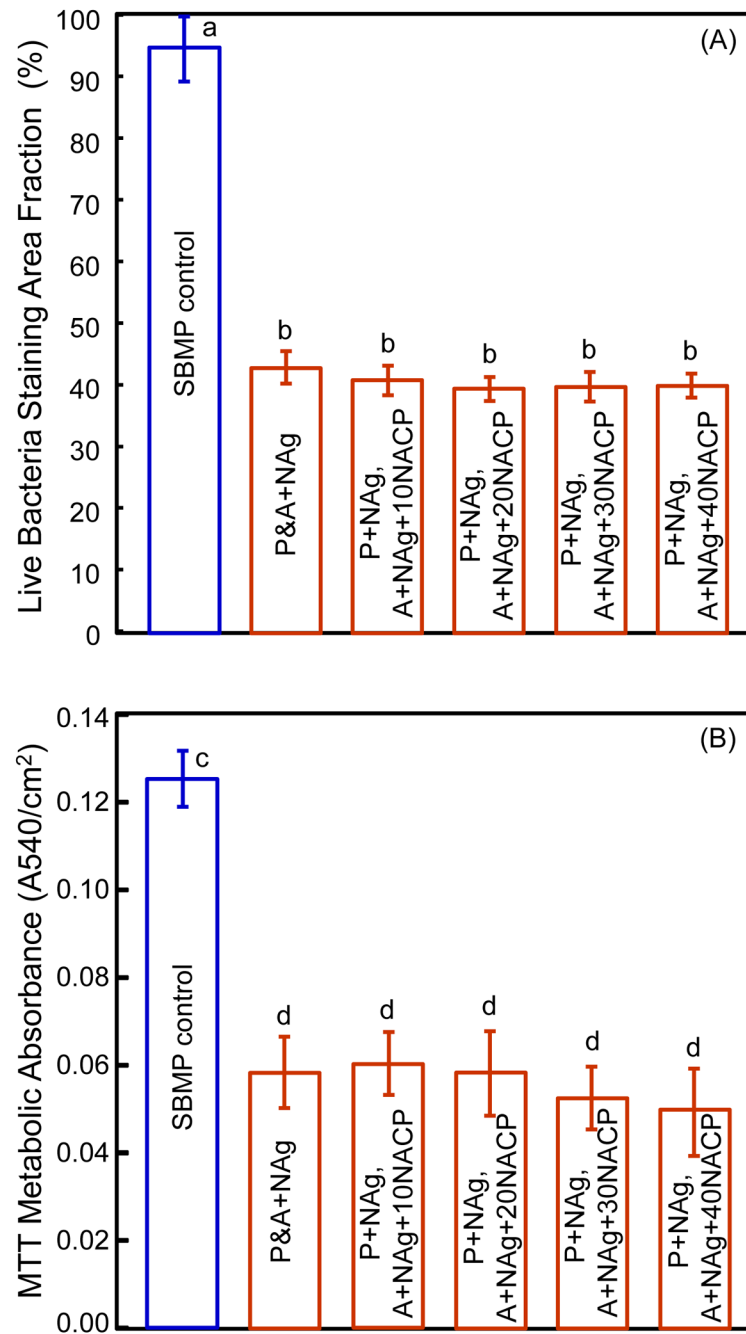 (A)
Live Bacteria Staining Area Fraction (%)
100
90
80
70
60
50
40
30
20
10
0
a
b
b
b
b
b
SBMP control
P&A+NAg
P+NAg,
A+NAg+10NACP
P+NAg,
A+NAg+20NACP
P+NAg,
A+NAg+30NACP
P+NAg,
A+NAg+40NACP
(B)
MTT Metabolic Absorbance (A540/cm²)
0.14
0.12
0.10
0.08
0.06
0.04
0.02
0.00
c
d
d
d
d
d
SBMP control
P&A+NAg
P+NAg,
A+NAg+10NACP
P+NAg,
A+NAg+20NACP
P+NAg,
A+NAg+30NACP
P+NAg,
A+NAg+40NACP